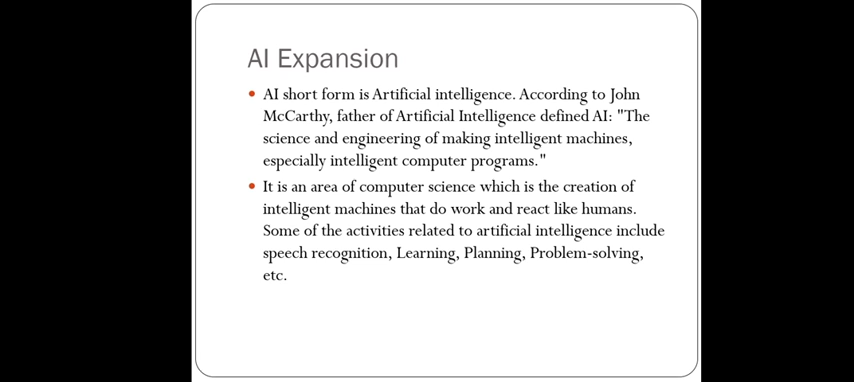 AI Expansion
AI short form is Artificial intelligence. According to John
McCarthy, father of Artificial Intelligence defined AI: "The
science and engineering of making intelligent machines,
especially intelligent computer programs."
It is an area of computer science which is the creation of
intelligent machines that do work and react like humans.
Some of the activities related to artificial intelligence include
speech recognition, Learning, Planning, Problem-solving,
etc.